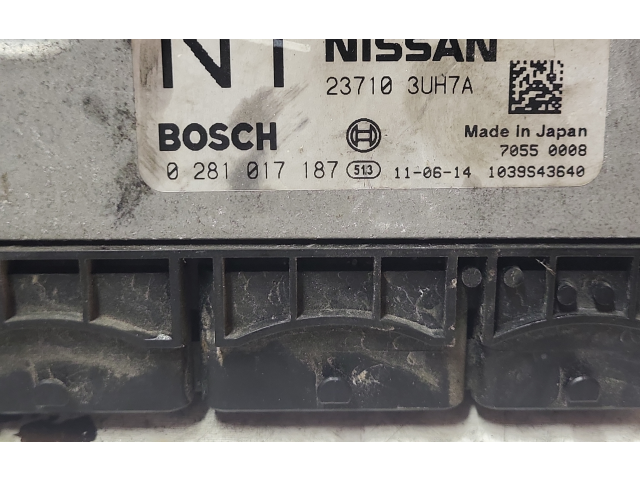 NISSAN
23710 3UH7A
BOSCH
Made in Japan
7055 0008
0 281 017 187 513 11-06-14 1039S43640